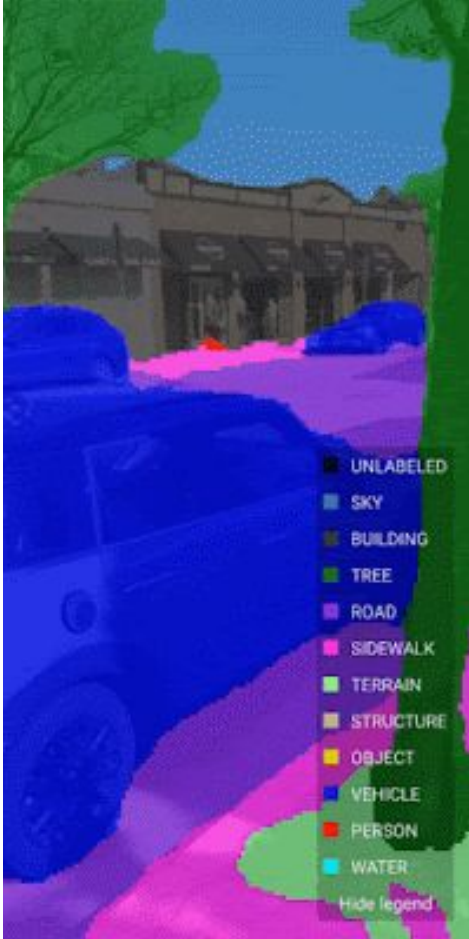 UNLABELED
SKY
BUILDING
TREE
ROAD
SIDEWALK
TERRAIN
STRUCTURE
OBJECT
VEHICLE
PERSON
WATER
Hide legend